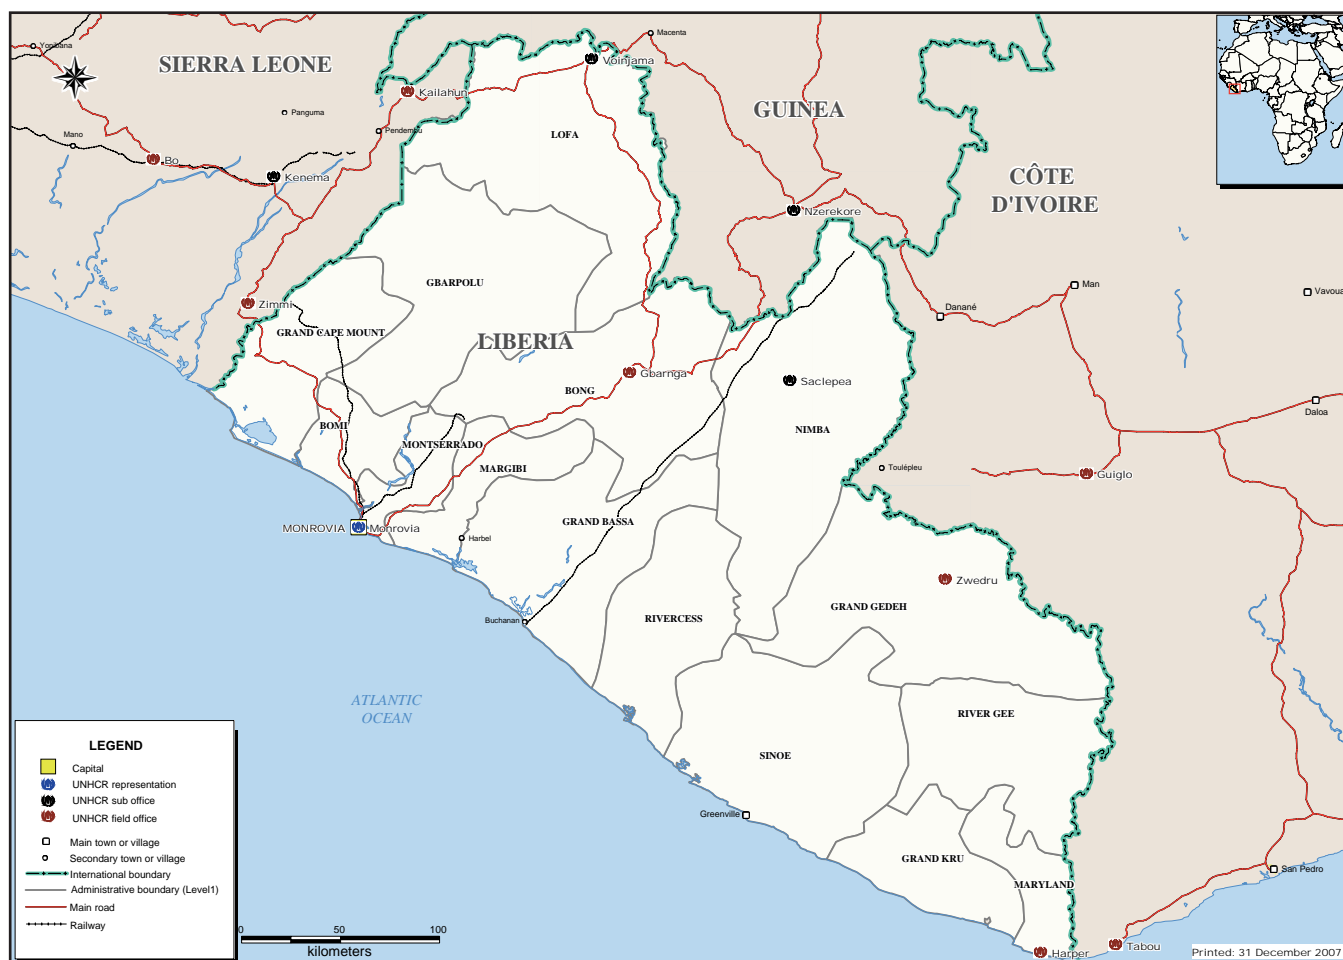 Yonibana
Macenta
SIERRA LEONE
Voinjama
Kailahun
Panguma
GUINEA
Mano
Pendembu
LOFA
Bo
Kenema
CÔTE
D'IVOIRE
Nzerekore
GBARPOLU
Man
Vavoua
Zimmi
Danané
GRAND CAPE MOUNT
LIBERIA
Gbarnga
Saclepea
BONG
Daloa
BOMI
NIMBA
MONTSERRADO
MARGIBI
Toulépleu
Guiglo
GRAND BASSA
MONROVIA
Monrovia
Harbel
Zwedru
GRAND GEDEH
Buchanan
RIVERCESS
ATLANTIC
OCEAN
RIVER GEE
SINOE
Greenville
GRAND KRU
San Pedro
MARYLAND
Tabou
Harper
LEGEND
Capital
UNHCR representation
UNHCR sub office
UNHCR field office
Main town or village
Secondary town or village
International boundary
Administrative boundary (Level1)
Main road
Railway
0 50 100
kilometers
Printed: 31 December 2007